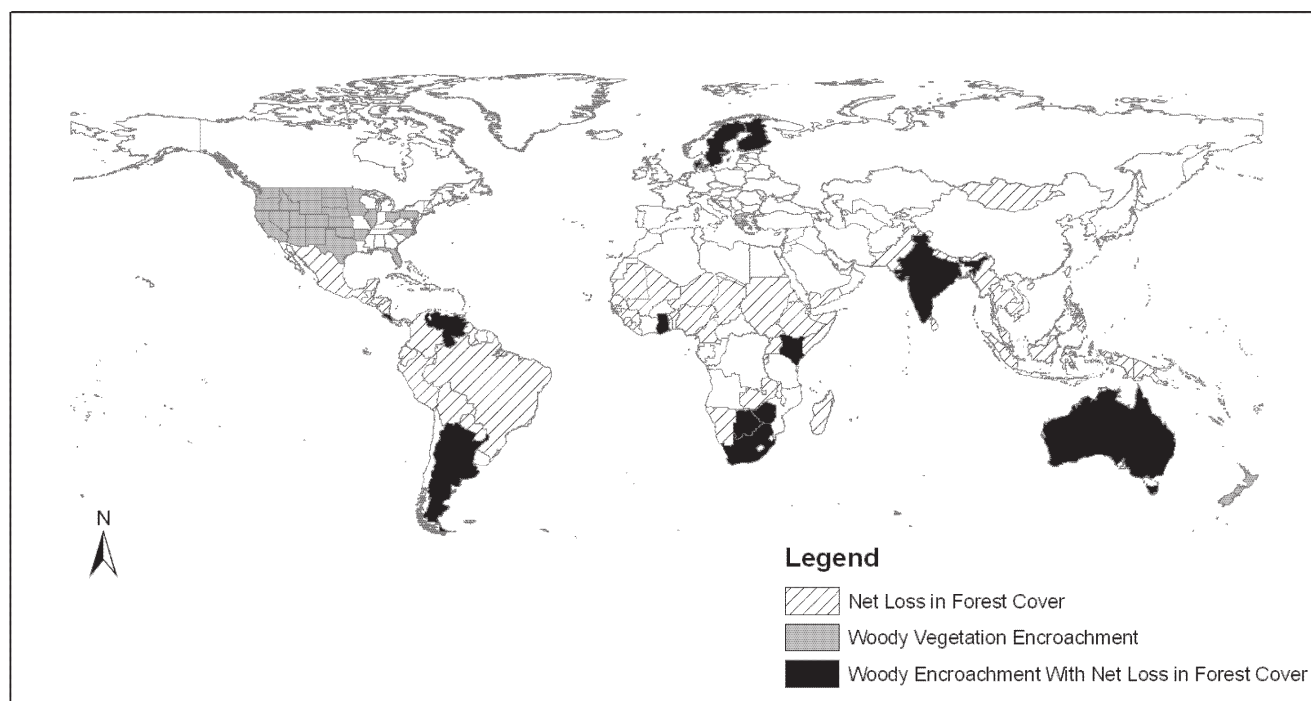 N
Legend
Net Loss in Forest Cover
Woody Vegetation Encroachment
Woody Encroachment With Net Loss in Forest Cover